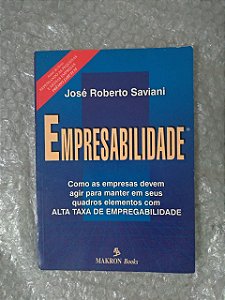 José Roberto Saviani
EMPRESABILIDADE
Como as empresas devem
agir para manter em seus
quadros elementos com
ALTA TAXA DE EMPREGABILIDADE
MAKRON Books